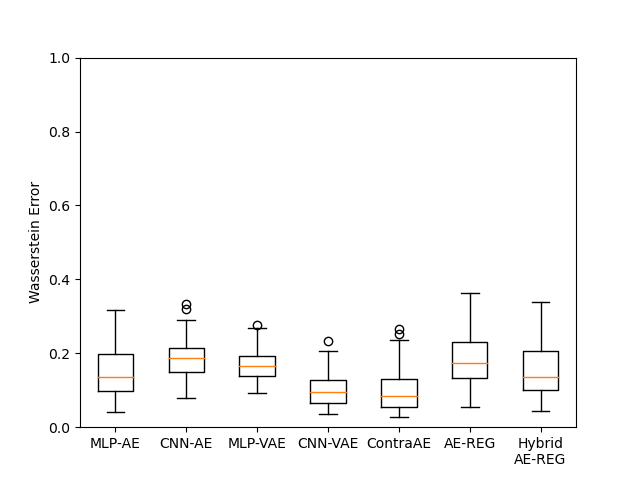 1.0
0.8
0.6
0.4
0.2
0.0
Wasserstein Error
MLP-AE CNN-AE MLP-VAE CNN-VAE ContraAE AE-REG Hybrid
AE-REG